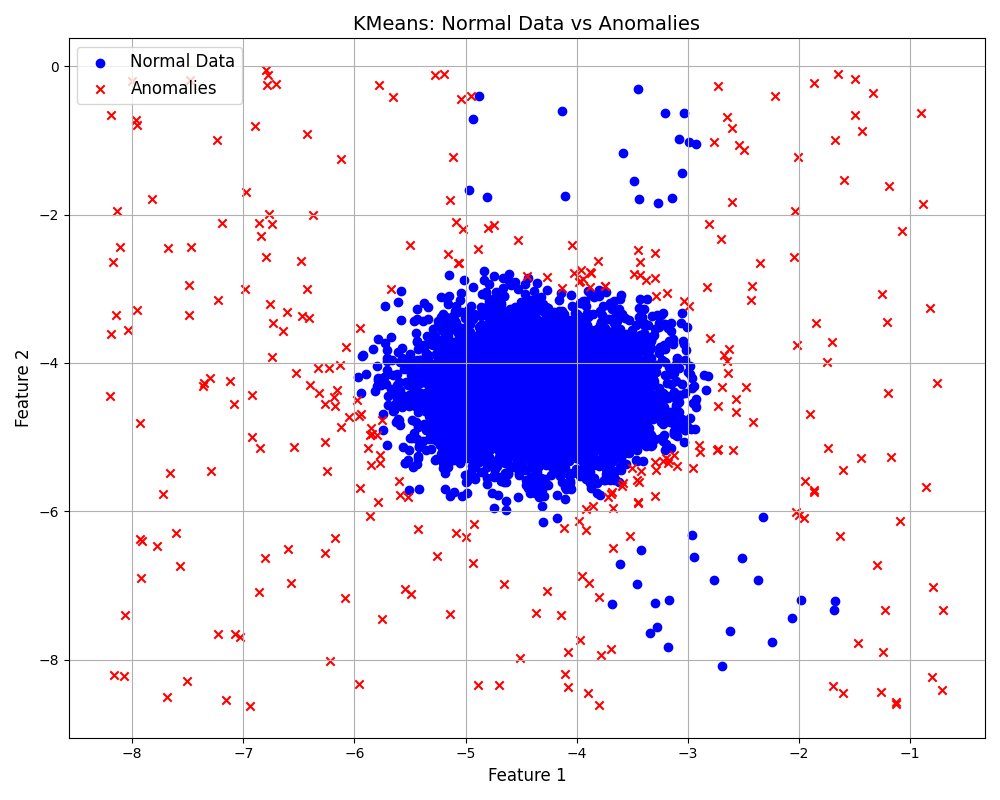 KMeans: Normal Data vs Anomalies
Normal Data
Anomalies
0
−2
−4
−6
−8
Feature 2
−8 −7 −6 −5 −4 −3 −2 −1
Feature 1